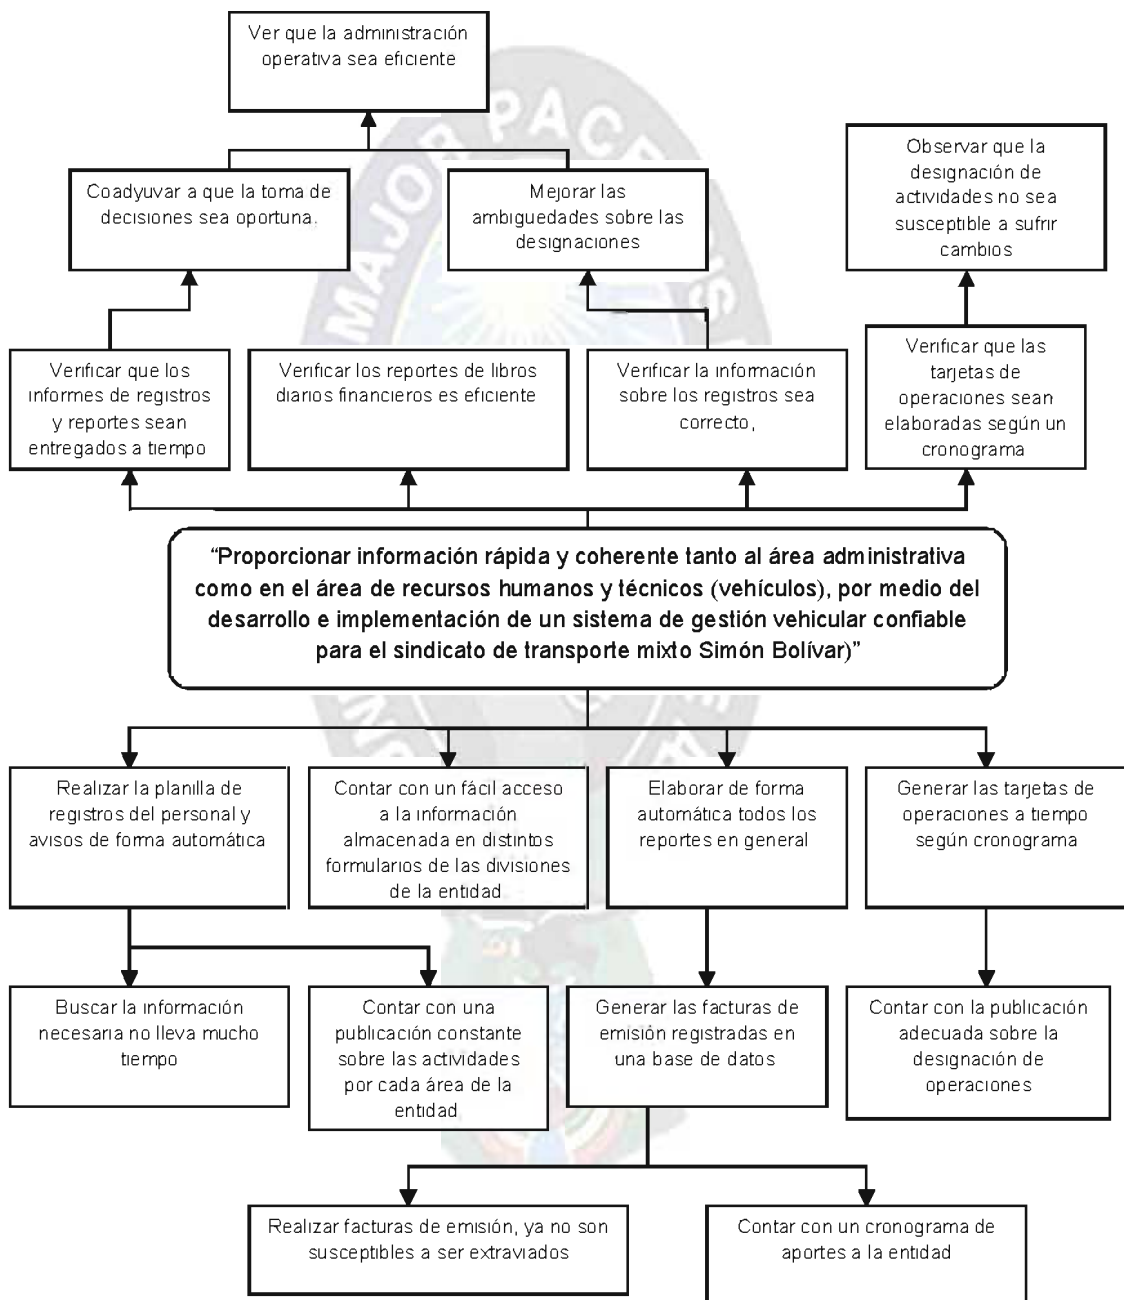 Ver que la administración
operativa sea eficiente
Coadyuvar a que la toma de
decisiones sea oportuna.
Mejorar las
ambiguedades sobre las
designaciones
Observar que la
designación de
actividades no sea
susceptible a sufrir
cambios
Verificar que los
informes de registros
y reportes sean
entregados a tiempo
Verificar los reportes de libros
diarios financieros es eficiente
Verificar la información
sobre los registros sea
correcto,
Verificar que las
tarjetas de
operaciones sean
elaboradas según un
cronograma
“Proporcionar información rápida y coherente tanto al área administrativa
como en el área de recursos humanos y técnicos (vehículos), por medio del
desarrollo e implementación de un sistema de gestión vehicular confiable
para el sindicato de transporte mixto Simón Bolívar)”
Realizar la planilla de
registros del personal y
avisos de forma automática
Contar con un fácil acceso
a la información
almacenada en distintos
formularios de las divisiones
de la entidad
Elaborar de forma
automática todos los
reportes en general
Generar las tarjetas de
operaciones a tiempo
según cronograma
Buscar la información
necesaria no lleva mucho
tiempo
Contar con una
publicación constante
sobre las actividades
por cada área de la
entidad
Generar las facturas de
emisión registradas en
una base de datos
Contar con la publicación
adecuada sobre la
designación de
operaciones
Realizar facturas de emisión, ya no son
susceptibles a ser extraviados
Contar con un cronograma de
aportes a la entidad
MAJOR PAC